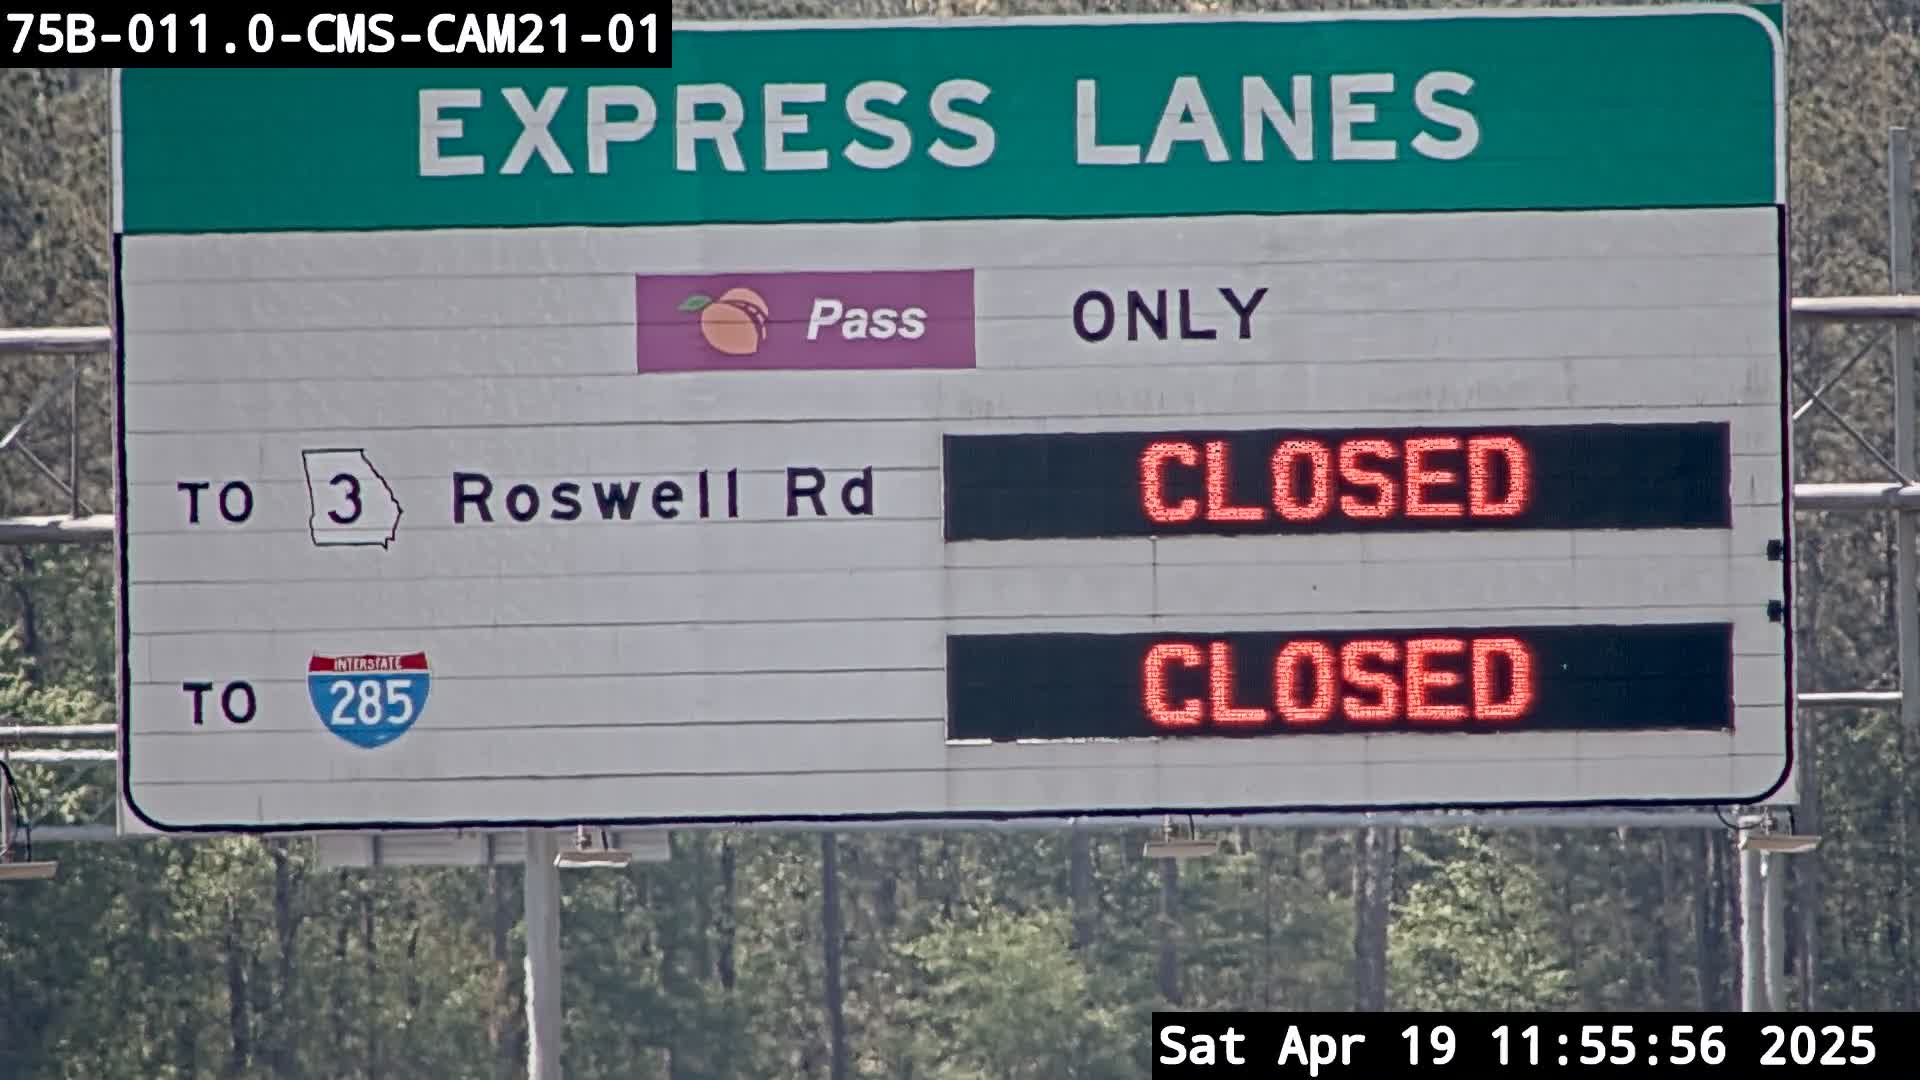 75B-011.0-CMS-CAM21-01
EXPRESS LANES
Pass ONLY
TO 3 Roswell Rd CLOSED
TO INTERSTATE 285 CLOSED
Sat Apr 19 11:55:56 2025